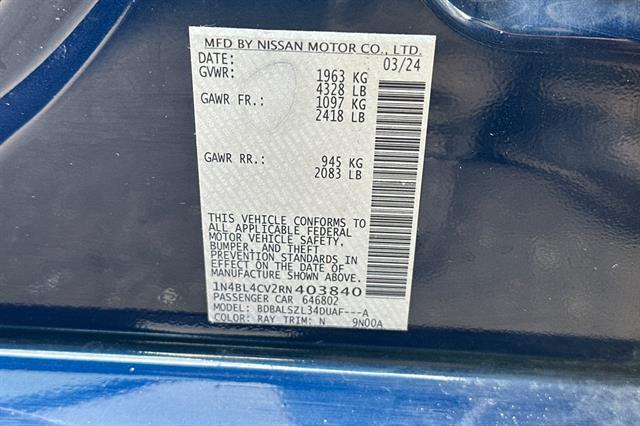 MFD BY NISSAN MOTOR CO., LTD.
DATE: 03/24
GVWR: 1963 KG
4328 LB
GAWR FR.: 1097 KG
2418 LB
GAWR RR.: 945 KG
2083 LB
THIS VEHICLE CONFORMS TO
ALL APPLICABLE FEDERAL
MOTOR VEHICLE SAFETY,
BUMPER, AND THEFT
PREVENTION STANDARDS IN
EFFECT ON THE DATE OF
MANUFACTURE SHOWN ABOVE.
1N4BL4CV2RN403840
PASSENGER CAR 646802
MODEL: BDBALSZL34DUAF---A
COLOR: RAY TRIM: N 9N00A